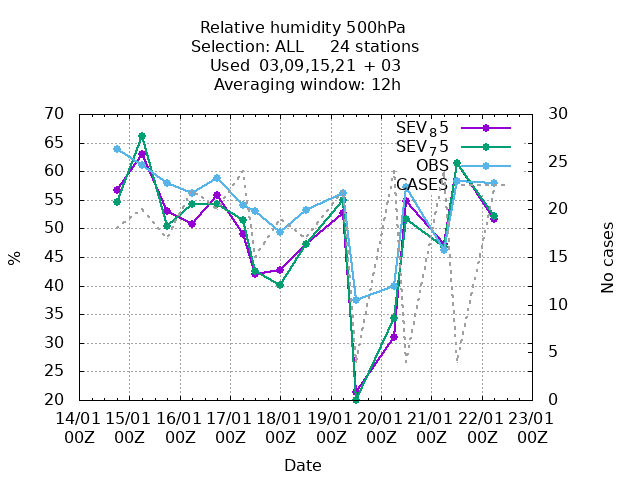 Relative humidity 500hPa
Selection: ALL     24 stations
Used  03,09,15,21 + 03
Averaging window: 12h
70
65
60
55
50
45
40
35
30
25
20
%
30
25
20
15
10
5
0
No cases
SEV₈5
SEV₇5
OBS
CASES
14/01 15/01 16/01 17/01 18/01 19/01 20/01 21/01 22/01 23/01
00Z 00Z 00Z 00Z 00Z 00Z 00Z 00Z 00Z 00Z
Date